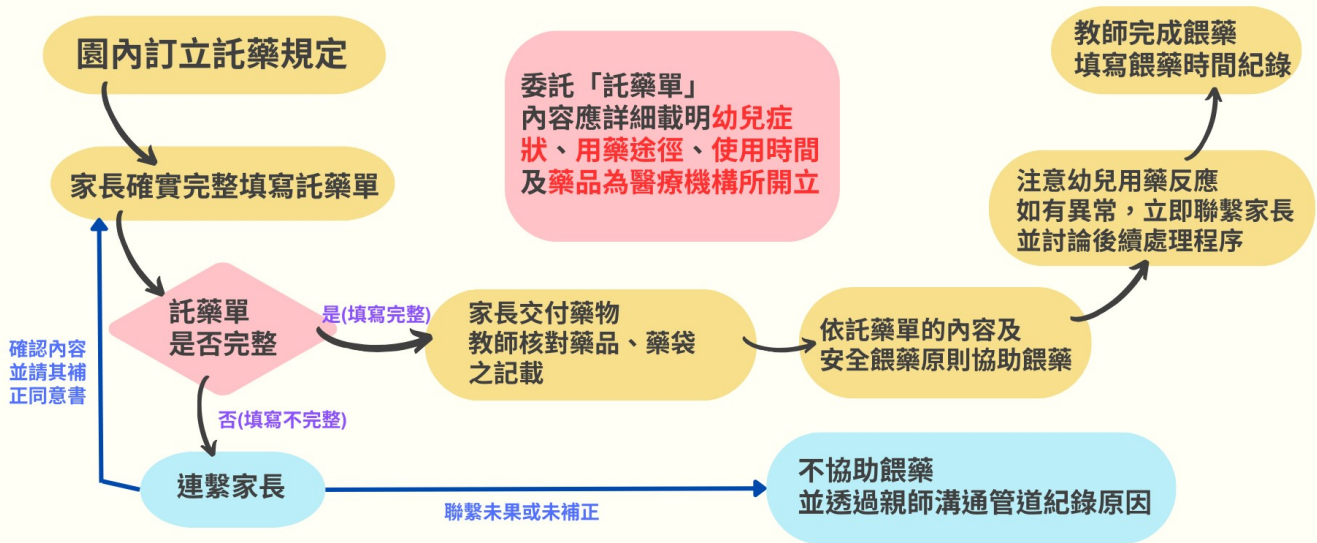 園內訂立託藥規定
家長確實完整填寫託藥單
託藥單
是否完整
是(填寫完整)
否(填寫不完整)
確認內容
並請其補
正同意書
連繫家長
聯繫未果或未補正
不協助餵藥
並透過親師溝通管道紀錄原因
家長交付藥物
教師核對藥品、藥袋
之記載
依託藥單的內容及
安全餵藥原則協助餵藥
注意幼兒用藥反應
如有異常，立即聯繫家長
並討論後續處理程序
教師完成餵藥
填寫餵藥時間紀錄
委託「託藥單」
內容應詳細載明幼兒症
狀、用藥途徑、使用時間
及藥品為醫療機構所開立